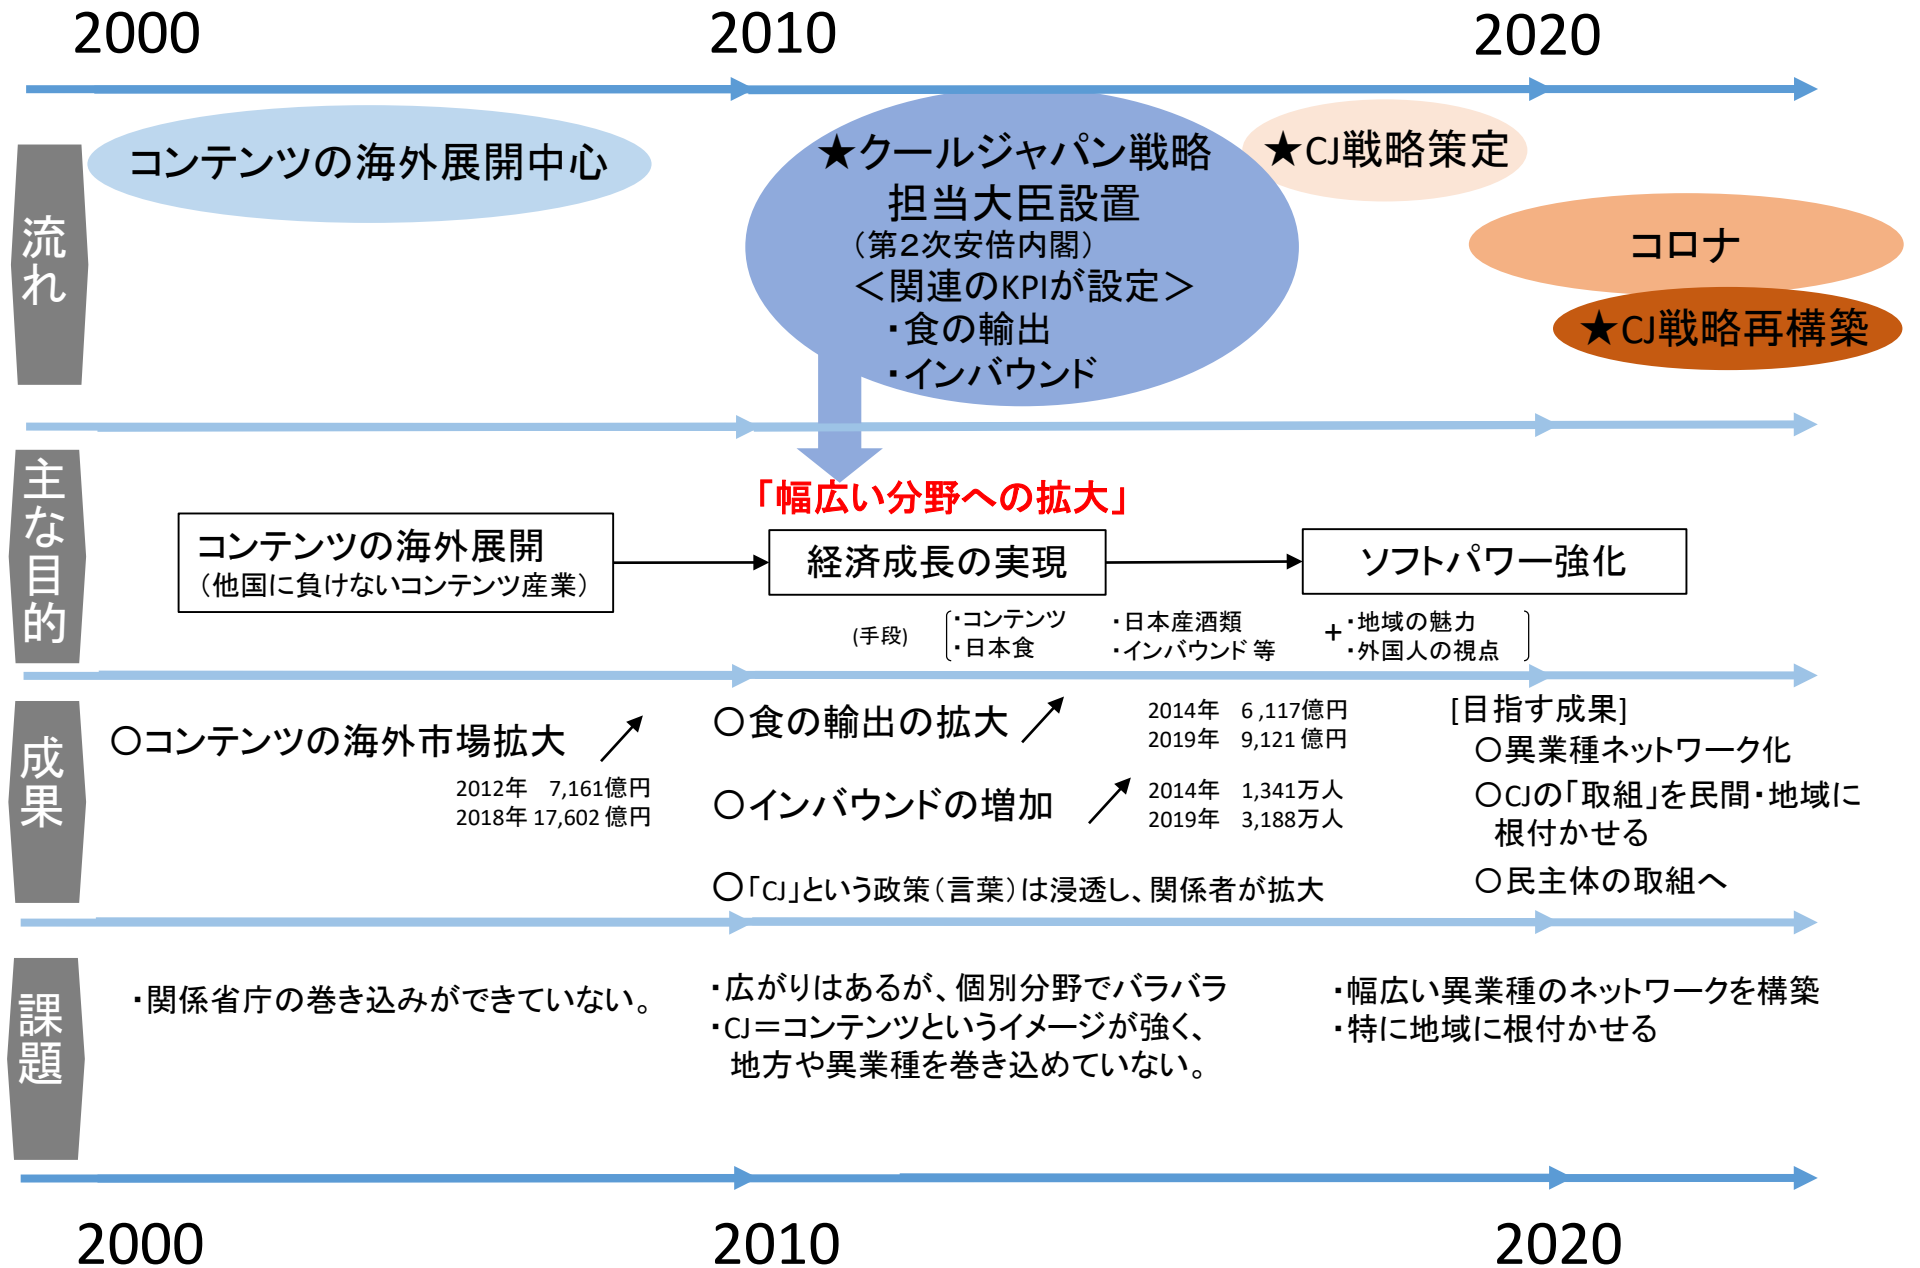 2000
2010
2020
流れ
コンテンツの海外展開中心
★クールジャパン戦略
担当大臣設置
（第２次安倍内閣）
＜関連のKPIが設定＞
・食の輸出
・インバウンド
★CJ戦略策定
コロナ
★CJ戦略再構築
主な目的
「幅広い分野への拡大」
コンテンツの海外展開
（他国に負けないコンテンツ産業）
経済成長の実現
ソフトパワー強化
(手段)
・コンテンツ
・日本食
・日本産酒類
・インバウンド 等
+
・地域の魅力
・外国人の視点
成果
〇コンテンツの海外市場拡大
2012年 7,161億円
2018年 17,602 億円
〇食の輸出の拡大
2014年 6 ,117億円
2019年 9,121 億円
〇インバウンドの増加
2014年 1,341万人
2019年 3,188万人
〇「CJ」という政策（言葉）は浸透し、関係者が拡大
[目指す成果]
〇異業種ネットワーク化
〇CJの「取組」を民間・地域に
根付かせる
〇民主体の取組へ
課題
・関係省庁の巻き込みができていない。
・広がりはあるが、個別分野でバラバラ
・CJ＝コンテンツというイメージが強く、
地方や異業種を巻き込めていない。
・幅広い異業種のネットワークを構築
・特に地域に根付かせる
2000
2010
2020